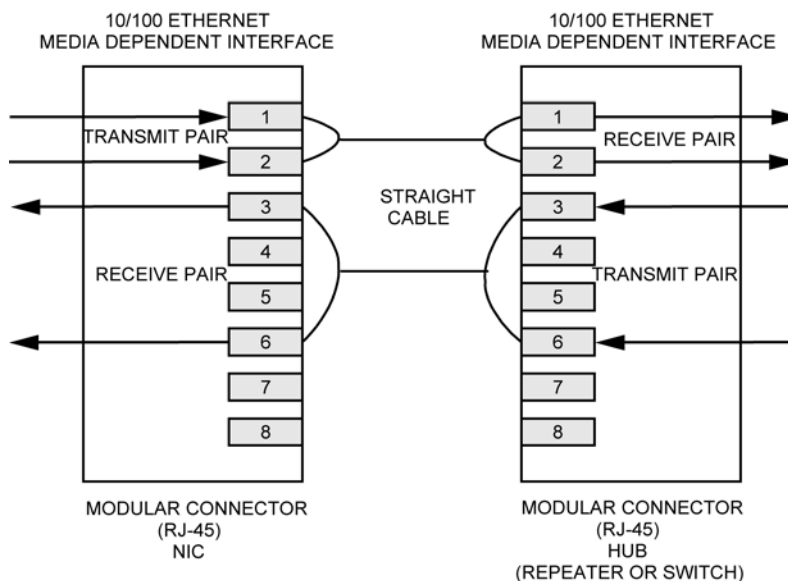 10/100 ETHERNET
MEDIA DEPENDENT INTERFACE
1
TRANSMIT PAIR
2
3
4
RECEIVE PAIR
5
6
7
8
MODULAR CONNECTOR
(RJ-45)
NIC
STRAIGHT
CABLE
10/100 ETHERNET
MEDIA DEPENDENT INTERFACE
1
RECEIVE PAIR
2
3
4
TRANSMIT PAIR
5
6
7
8
MODULAR CONNECTOR
(RJ-45)
HUB
(REPEATER OR SWITCH)